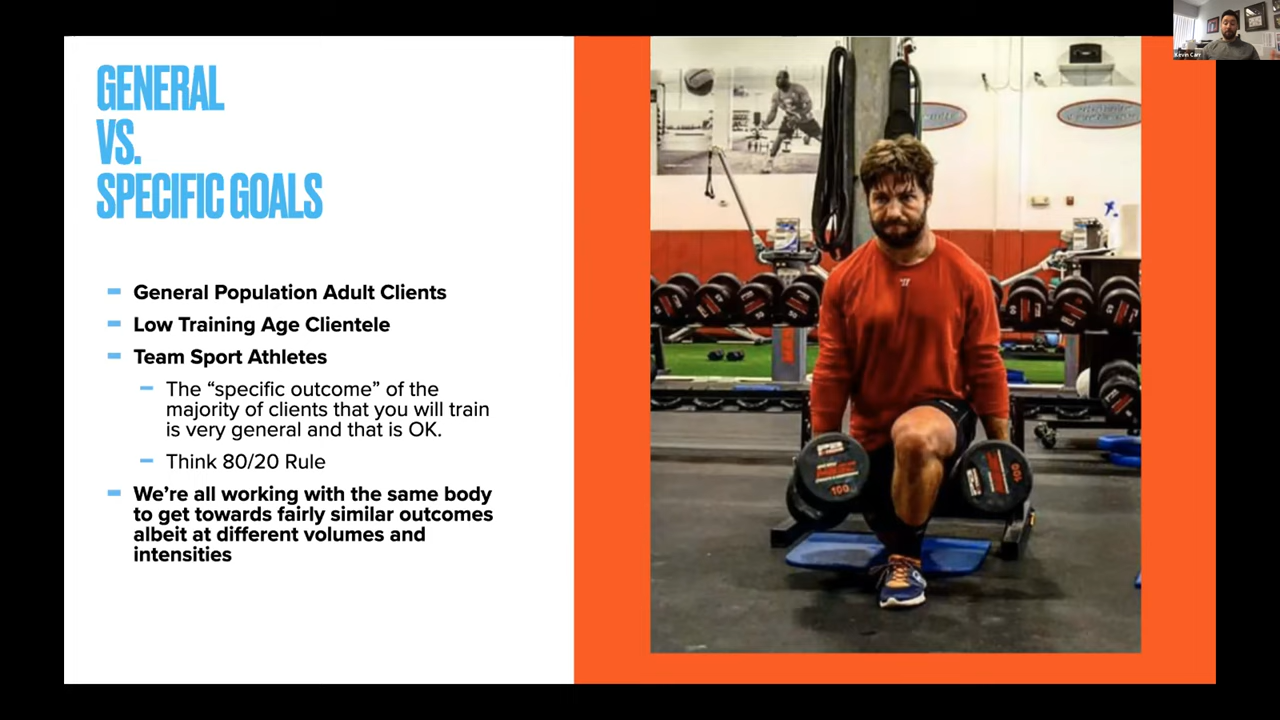 GENERAL
VS.
SPECIFIC GOALS
General Population Adult Clients
Low Training Age Clientele
Team Sport Athletes
The “specific outcome” of the
majority of clients that you will train
is very general and that is OK.
Think 80/20 Rule
We’re all working with the same body
to get towards fairly similar outcomes
albeit at different volumes and
intensities
Kevin Carr
100
100